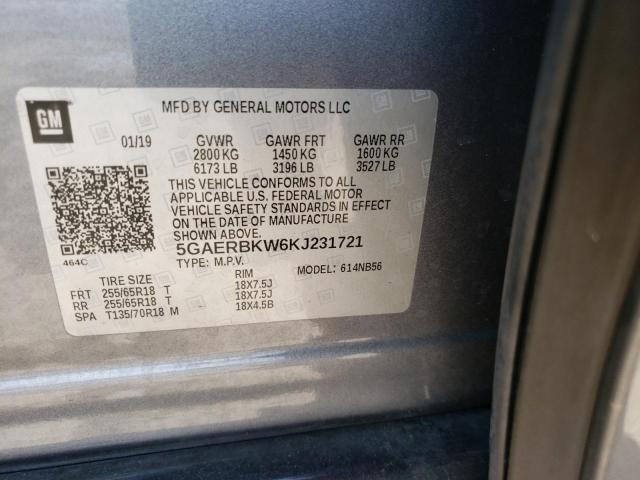 GM
MFD BY GENERAL MOTORS LLC
01/19 GVWR GAWR FRT GAWR RR
2800 KG 1450 KG 1600 KG
6173 LB 3196 LB 3527 LB
THIS VEHICLE CONFORMS TO ALL
APPLICABLE U.S. FEDERAL MOTOR
VEHICLE SAFETY STANDARDS IN EFFECT
ON THE DATE OF MANUFACTURE
SHOWN ABOVE.
464C
5GAERBKW6KJ231721
TYPE: M.P.V. MODEL: 614NB56
TIRE SIZE RIM
FRT 255/65R18 T 18X7.5J
RR 255/65R18 T 18X7.5J
SPA T135/70R18 M 18X4.5B